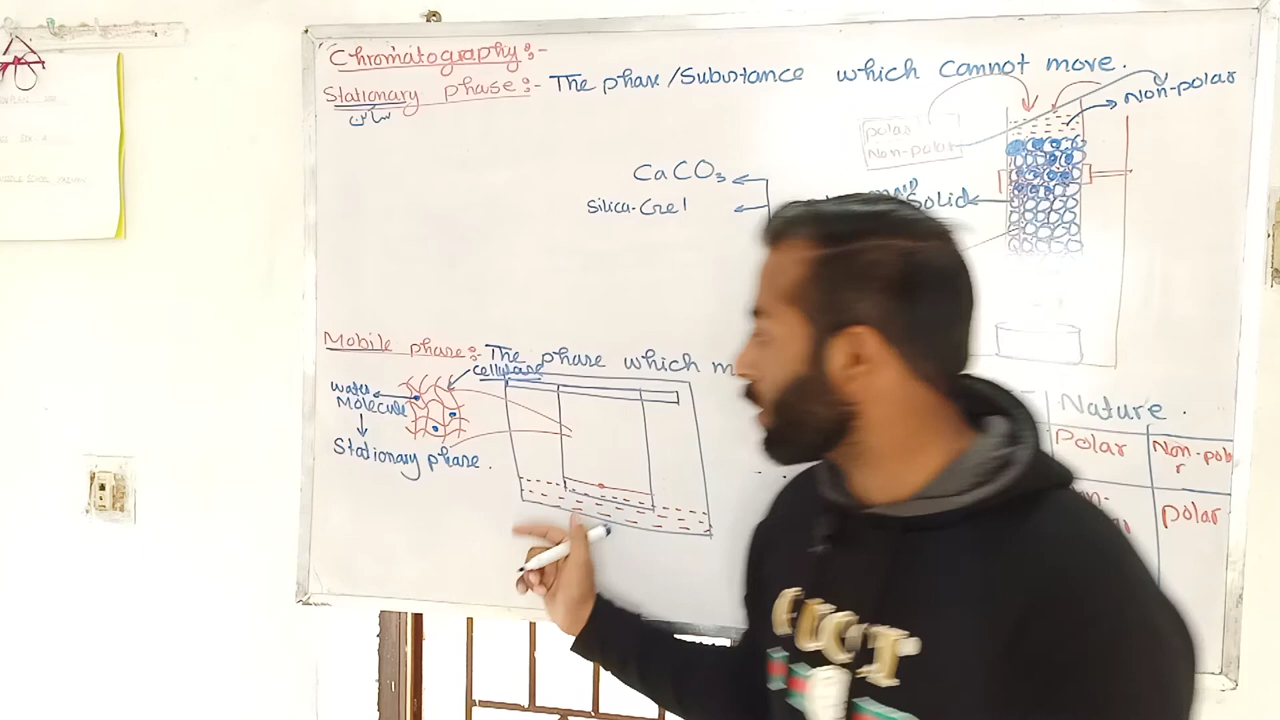 Chromatography:-
Stationary phase:- The phase/Substance which cannot move.
ساکن
Non-polar
polar
Non-polar
CaCO3
Silica-Gel
Solid
Mobile phase:- The phase which m
cellulose
water
Molecule
Stationary phase.
Nature.
Polar
Non-pola
r
polar
GUCCI